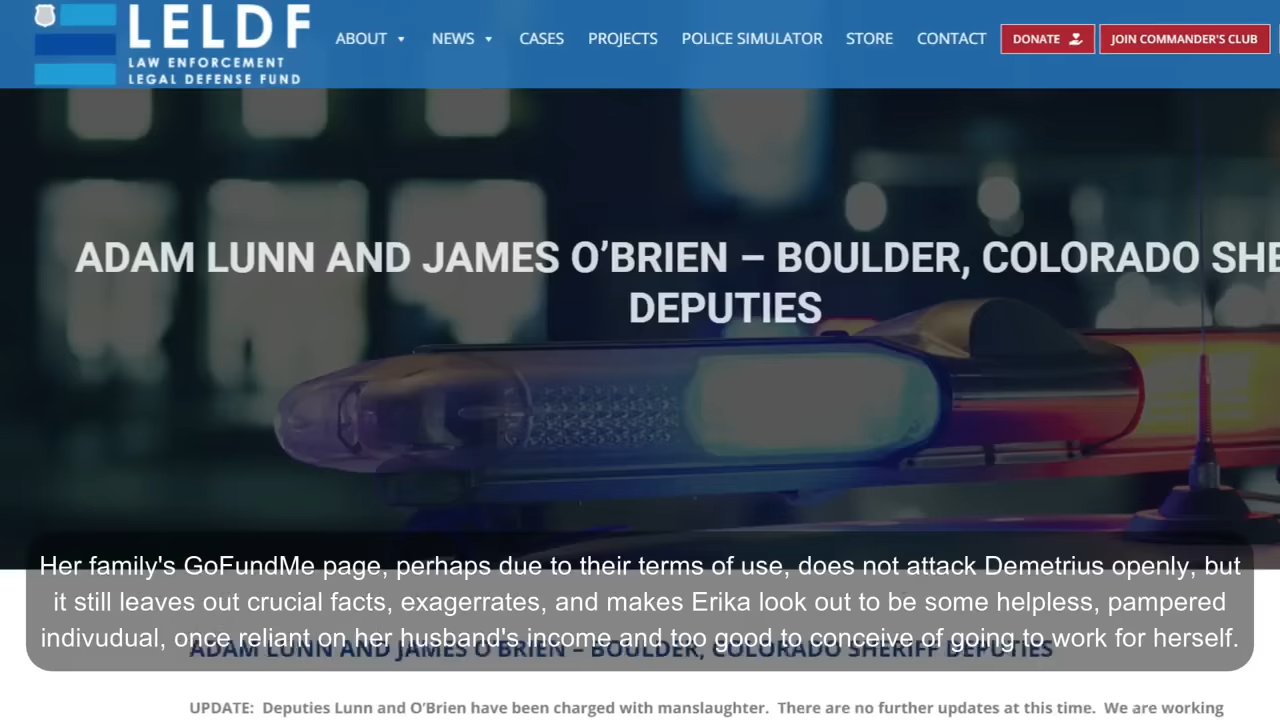 LELDF
LAW ENFORCEMENT
LEGAL DEFENSE FUND
ABOUT NEWS CASES PROJECTS POLICE SIMULATOR STORE CONTACT DONATE JOIN COMMANDER'S CLUB
ADAM LUNN AND JAMES O’BRIEN – BOULDER, COLORADO SHE
DEPUTIES
Her family's GoFundMe page, perhaps due to their terms of use, does not attack Demetrius openly, but
it still leaves out crucial facts, exagerrates, and makes Erika look out to be some helpless, pampered
indivudual, once reliant on her husband's income and too good to conceive of going to work for herself.
ADAM LUNN AND JAMES O’BRIEN – BOULDER, COLORADO SHERIFF DEPUTIES
UPDATE: Deputies Lunn and O’Brien have been charged with manslaughter. There are no further updates at this time. We are working